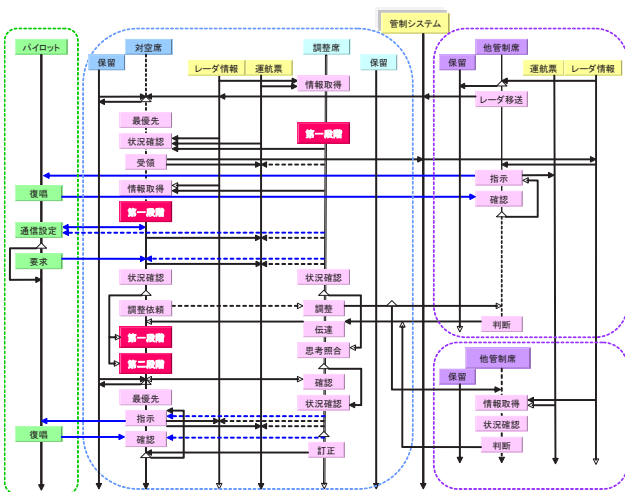 管制システム
パイロット
対空席
調整席
他管制席
保留
レーダ情報
運航票
保留
保留
運航票
レーダ情報
情報取得
レーダ移送
最優先
第一段階
状況確認
受領
指示
情報取得
復唱
確認
第一段階
通信設定
要求
状況確認
状況確認
調整依頼
調整
伝達
判断
第一段階
思考照合
第二段階
他管制席
保留
確認
最優先
状況確認
情報取得
指示
状況確認
復唱
確認
訂正
判断